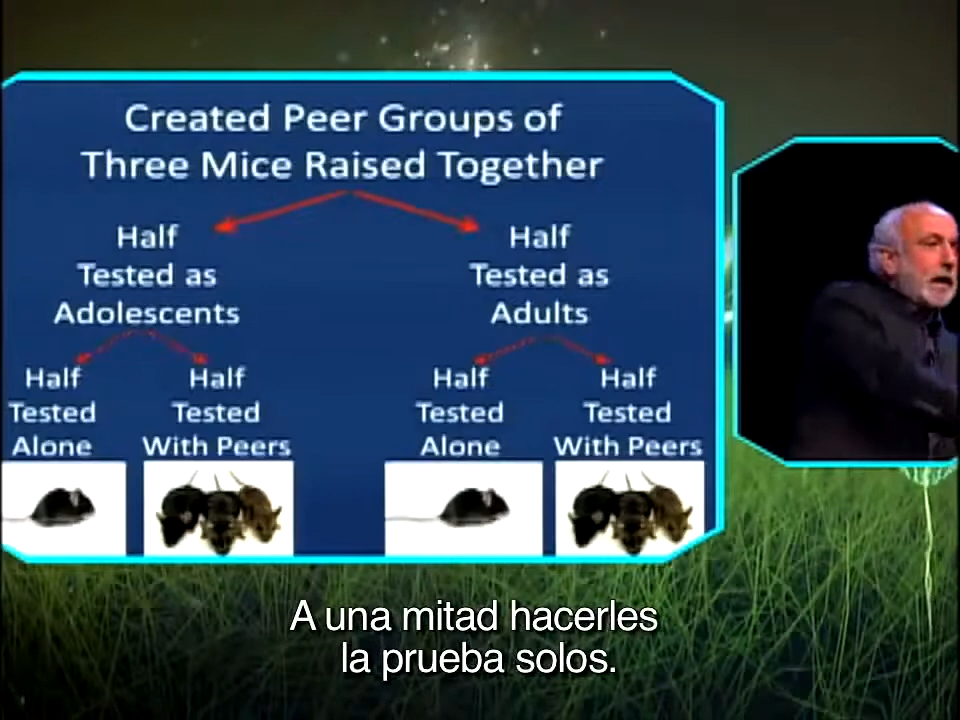 Created Peer Groups of
Three Mice Raised Together
Half
Tested as
Adolescents
Half
Tested as
Adults
Half
Tested
Alone
Half
Tested
With Peers
Half
Tested
Alone
Half
Tested
With Peers
A una mitad hacerles
la prueba solos.